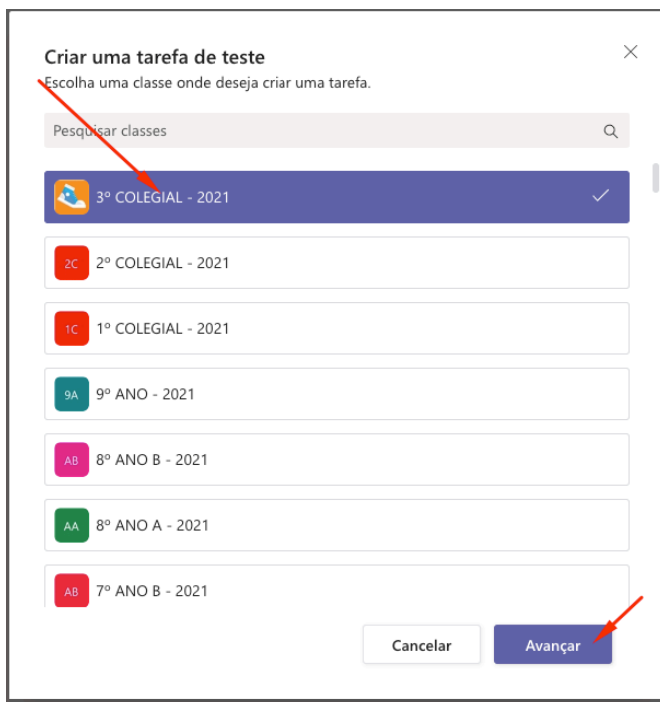 Criar uma tarefa de teste
Escolha uma classe onde deseja criar uma tarefa.
Pesquisar classes
3º COLEGIAL - 2021
2C 2º COLEGIAL - 2021
1C 1º COLEGIAL - 2021
9A 9º ANO - 2021
AB 8º ANO B - 2021
AA 8º ANO A - 2021
AB 7º ANO B - 2021
Cancelar Avançar